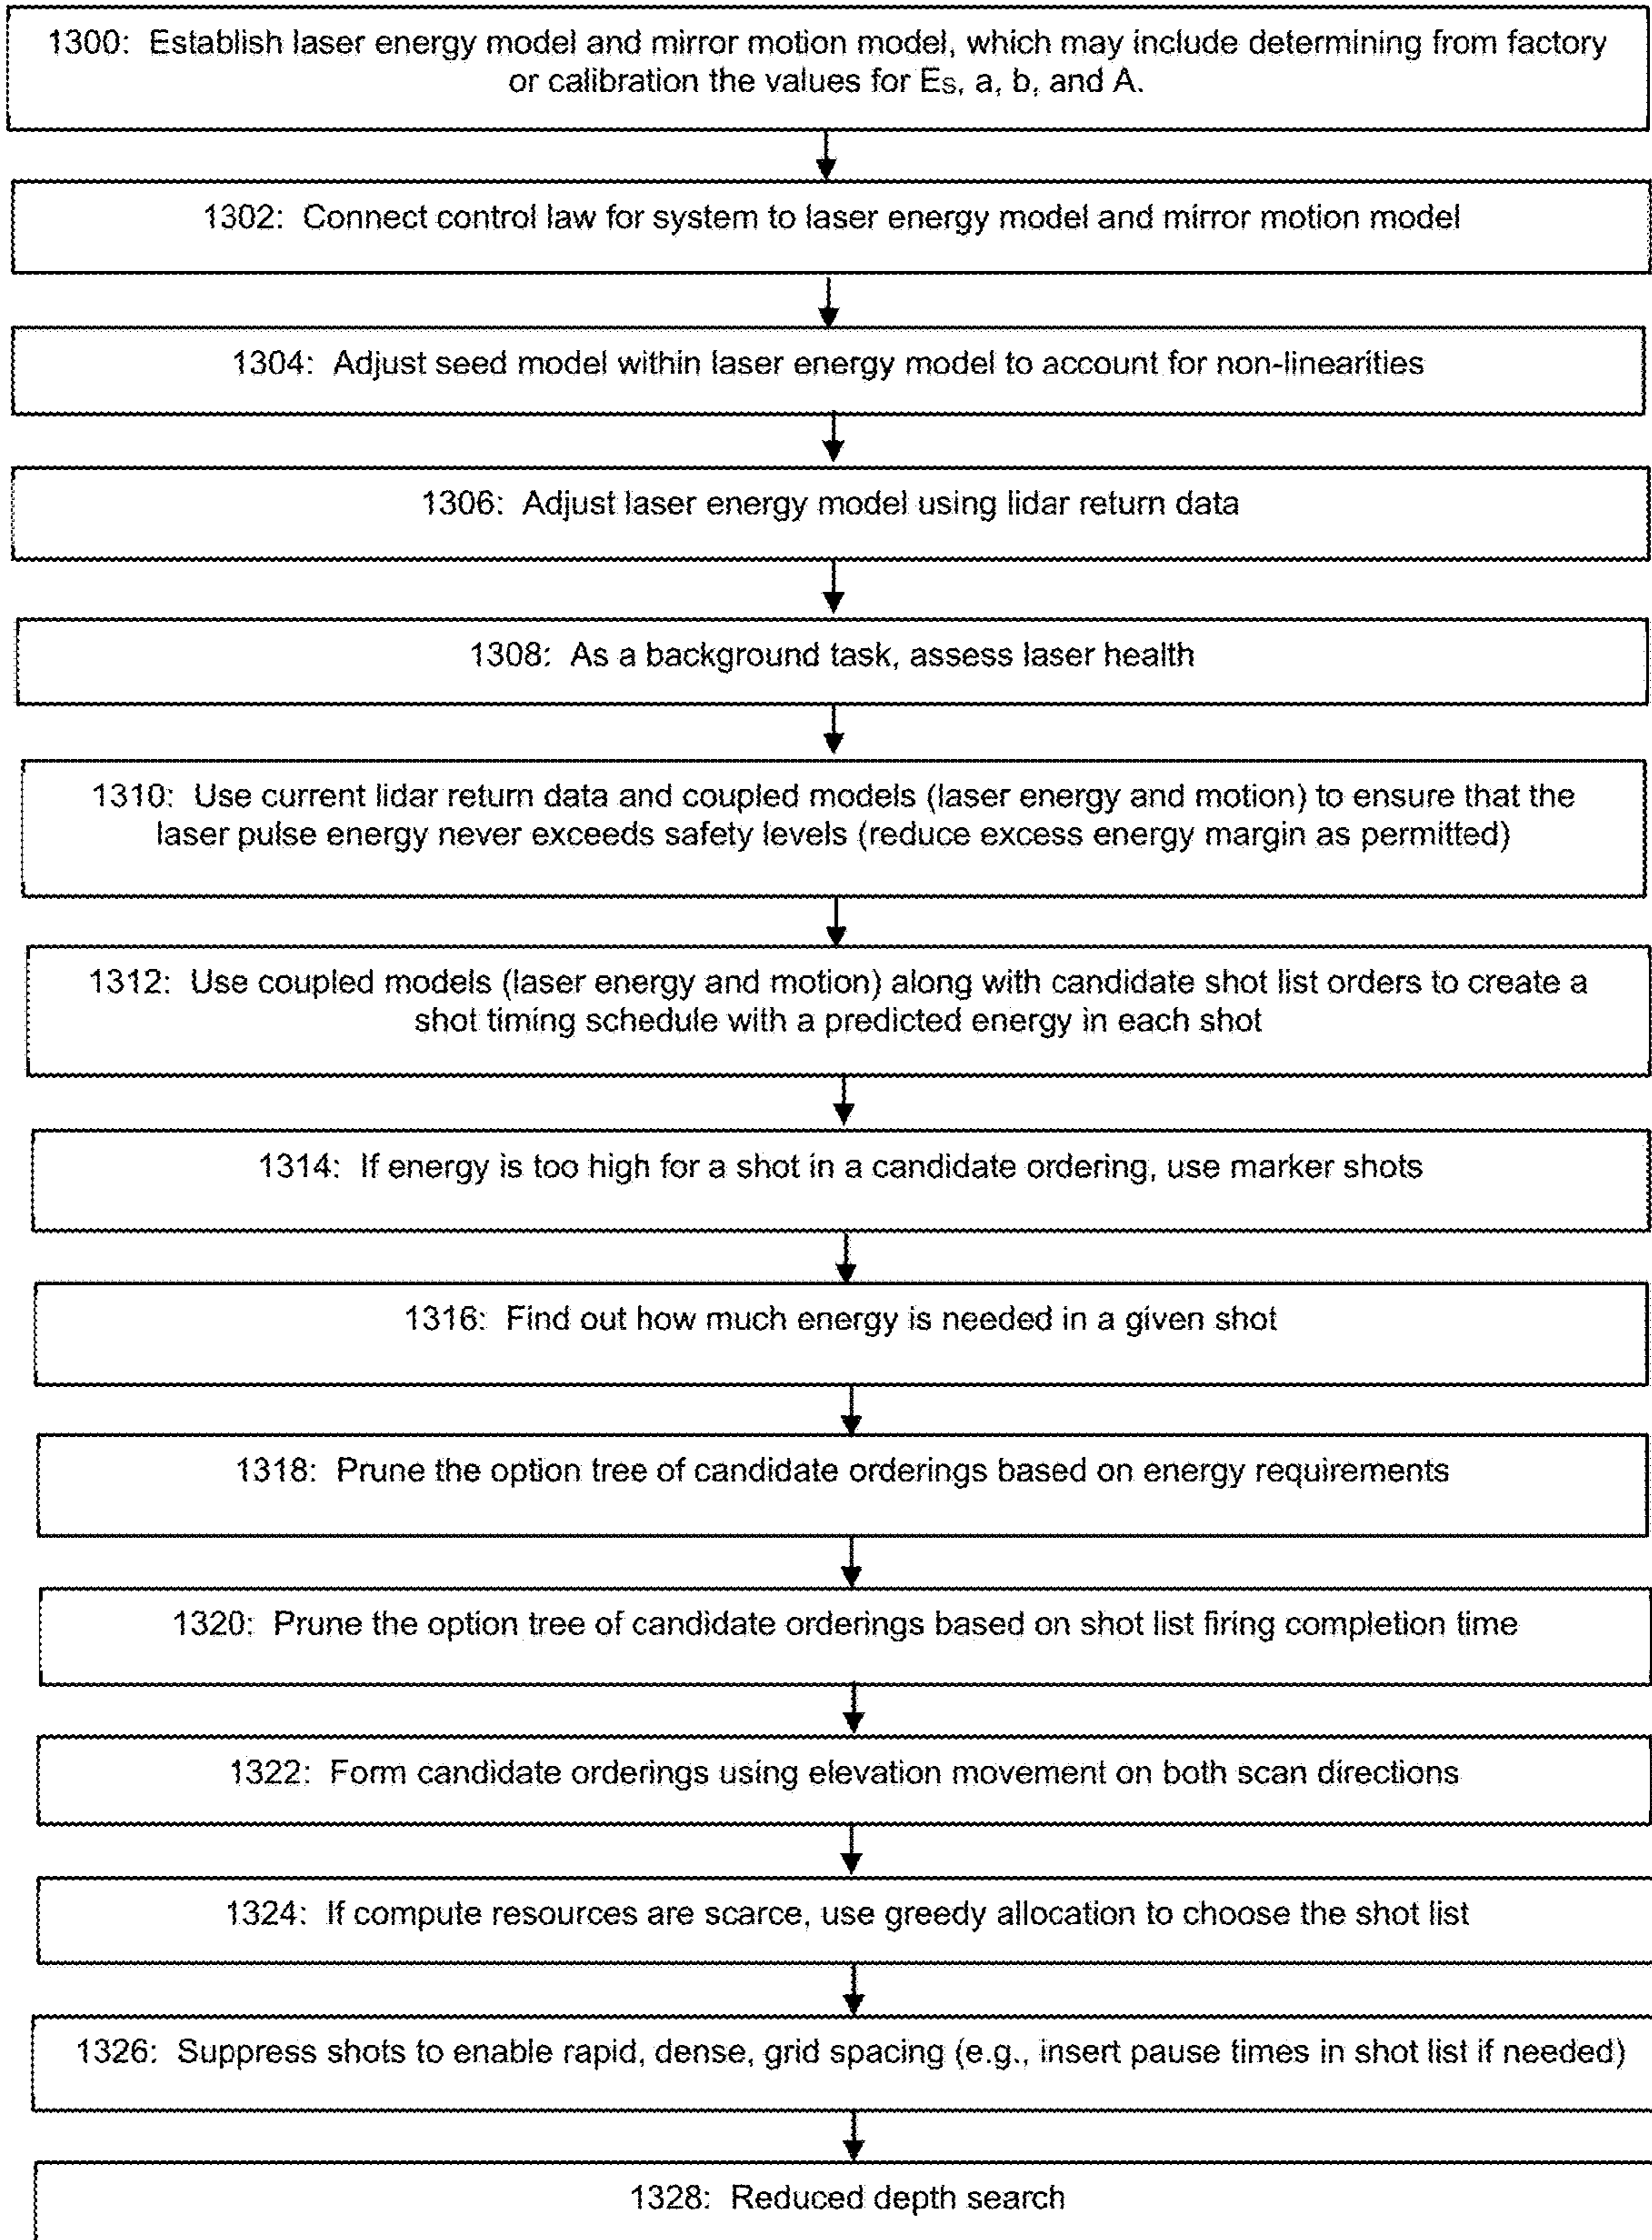 1300: Establish laser energy model and mirror motion model, which may include determining from factory
or calibration the values for Es, a, b, and A.
1302: Connect control law for system to laser energy model and mirror motion model
1304: Adjust seed model within laser energy model to account for non-linearities
1306: Adjust laser energy model using lidar return data
1308: As a background task, assess laser health
1310: Use current lidar return data and coupled models (laser energy and motion) to ensure that the
laser pulse energy never exceeds safety levels (reduce excess energy margin as permitted)
1312: Use coupled models (laser energy and motion) along with candidate shot list orders to create a
shot timing schedule with a predicted energy in each shot
1314: If energy is too high for a shot in a candidate ordering, use marker shots
1316: Find out how much energy is needed in a given shot
1318: Prune the option tree of candidate orderings based on energy requirements
1320: Prune the option tree of candidate orderings based on shot list firing completion time
1322: Form candidate orderings using elevation movement on both scan directions
1324: If compute resources are scarce, use greedy allocation to choose the shot list
1326: Suppress shots to enable rapid, dense, grid spacing (e.g., insert pause times in shot list if needed)
1328: Reduced depth search